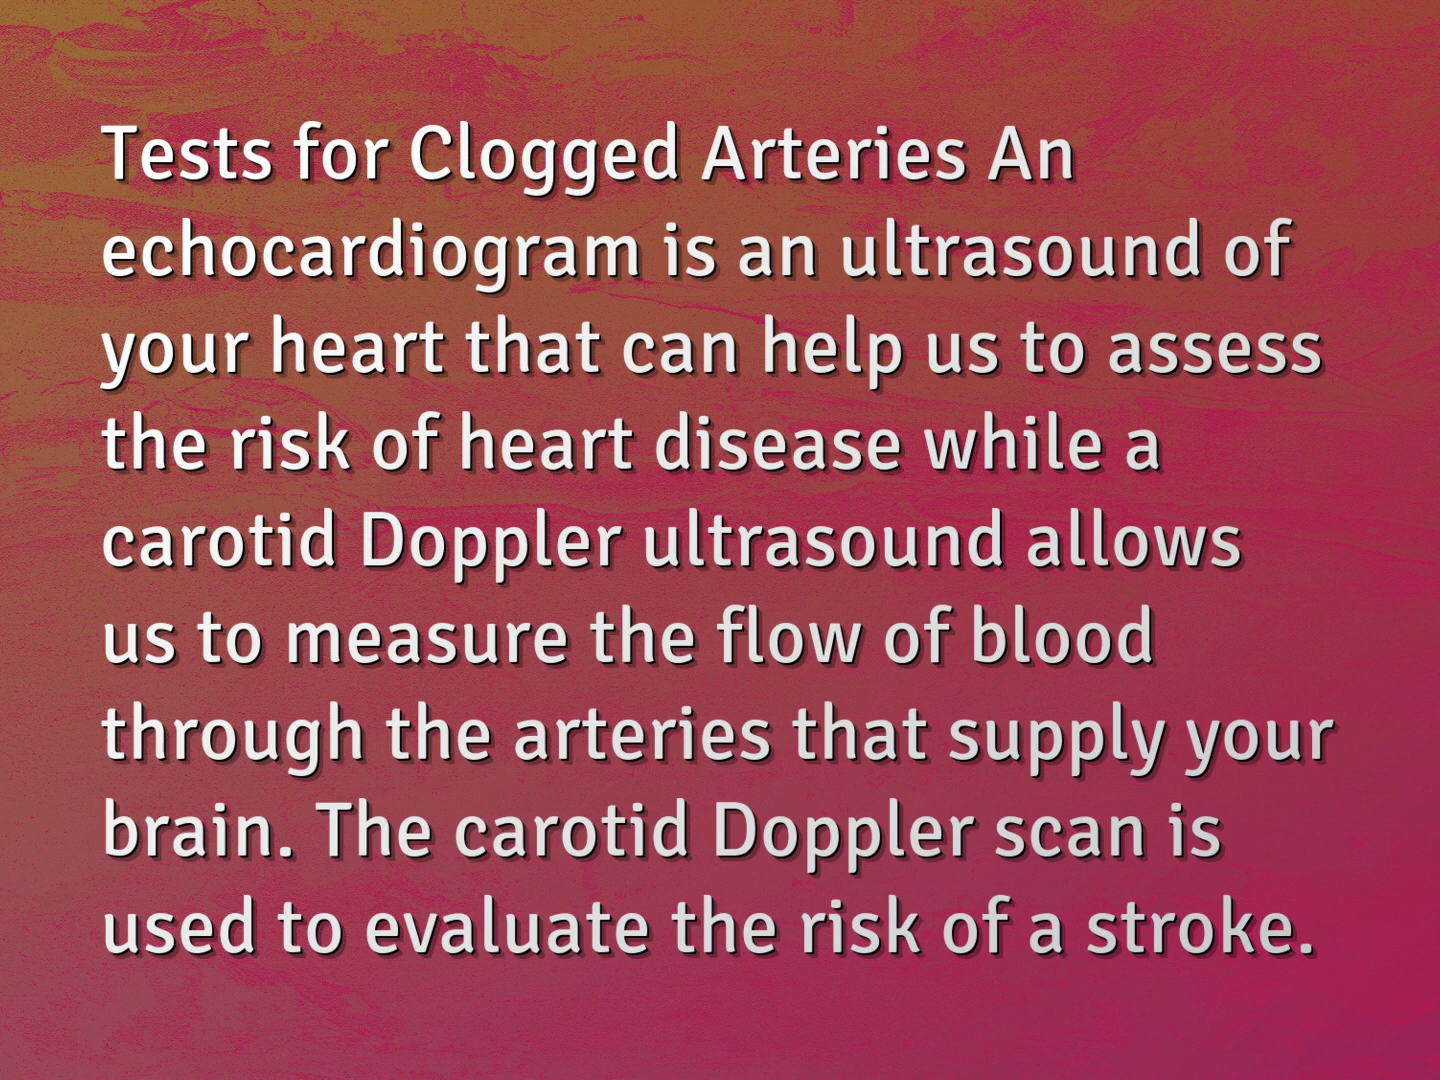 Tests for Clogged Arteries An
echocardiogram is an ultrasound of
your heart that can help us to assess
the risk of heart disease while a
carotid Doppler ultrasound allows
us to measure the flow of blood
through the arteries that supply your
brain. The carotid Doppler scan is
used to evaluate the risk of a stroke.